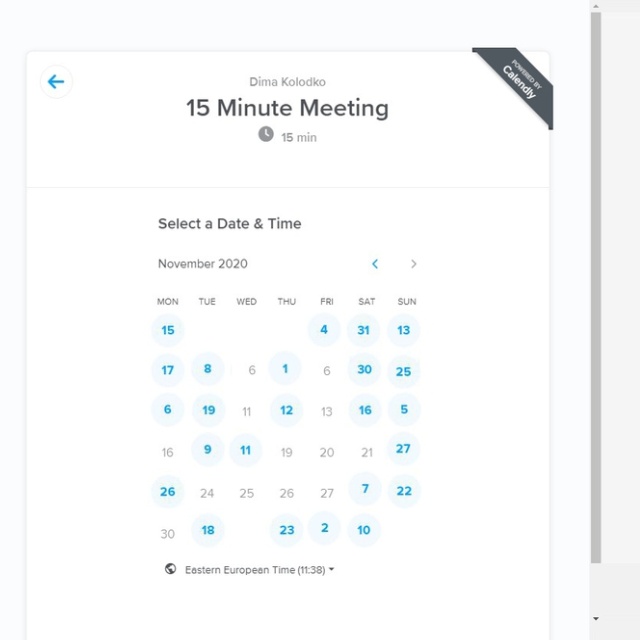 Dima Kolodko
15 Minute Meeting
15 min
POWERED BY
Calendly
Select a Date & Time
November 2020
MON TUE WED THU FRI SAT SUN
15 4 31 13
17 8 6 1 6 30 25
6 19 11 12 13 16 5
16 9 11 19 20 21 27
26 24 25 26 27 7 22
30 18 23 2 10
Eastern European Time (11:38)